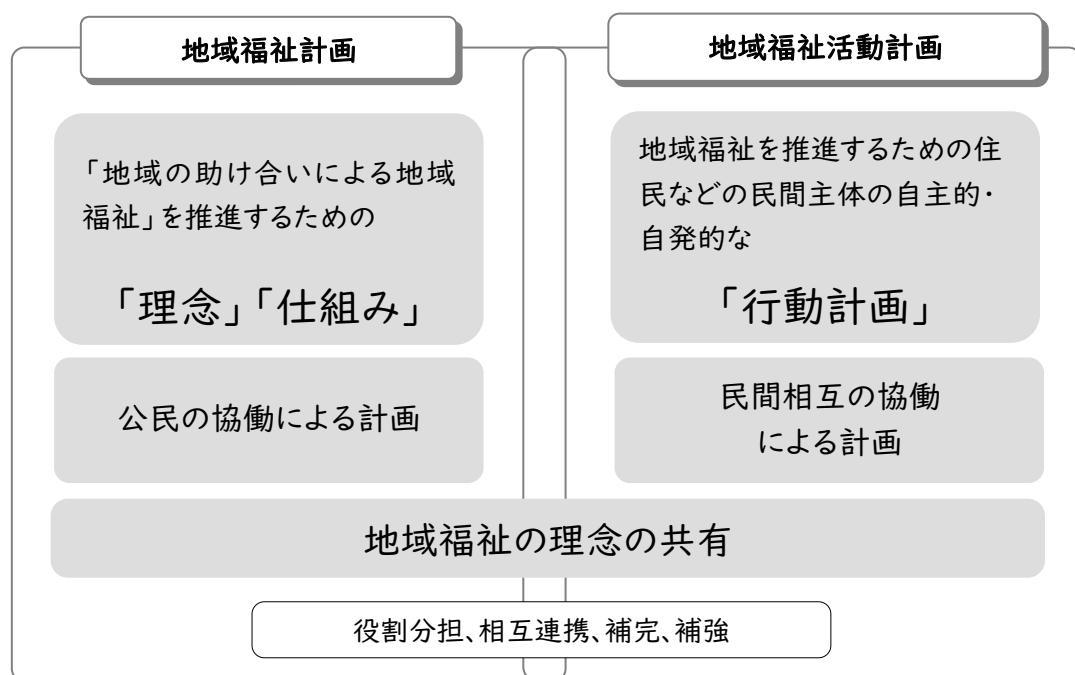 地域福祉計画
「地域の助け合いによる地域
福祉」を推進するための
「理念」「仕組み」
公民の協働による計画
地域福祉活動計画
地域福祉を推進するための住
民などの民間主体の自主的・
自発的な
「行動計画」
民間相互の協働
による計画
地域福祉の理念の共有
役割分担、相互連携、補完、補強